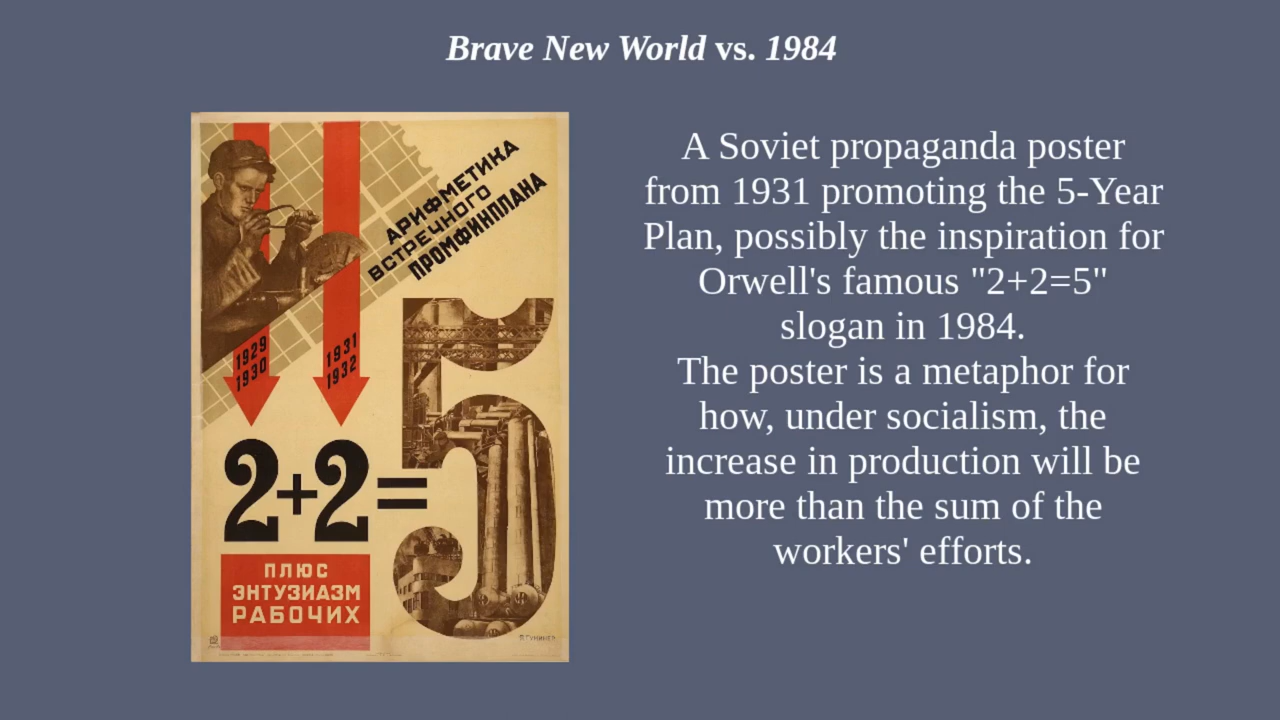 Brave New World vs. 1984
АРИФМЕТИКА
ВСТРЕЧНОГО
ПРОМФИНПЛАНА
1929
1930
1931
1932
2+2=5
ПЛЮС
ЭНТУЗИАЗМ
РАБОЧИХ
A Soviet propaganda poster
from 1931 promoting the 5-Year
Plan, possibly the inspiration for
Orwell's famous "2+2=5"
slogan in 1984.
The poster is a metaphor for
how, under socialism, the
increase in production will be
more than the sum of the
workers' efforts.